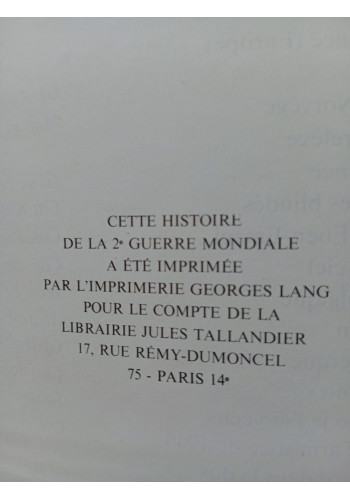 CETTE HISTOIRE
DE LA 2e GUERRE MONDIALE
A ÉTÉ IMPRIMÉE
PAR L'IMPRIMERIE GEORGES LANG
POUR LE COMPTE DE LA
LIBRAIRIE JULES TALLANDIER
17, RUE RÉMY-DUMONCEL
75 - PARIS 14e